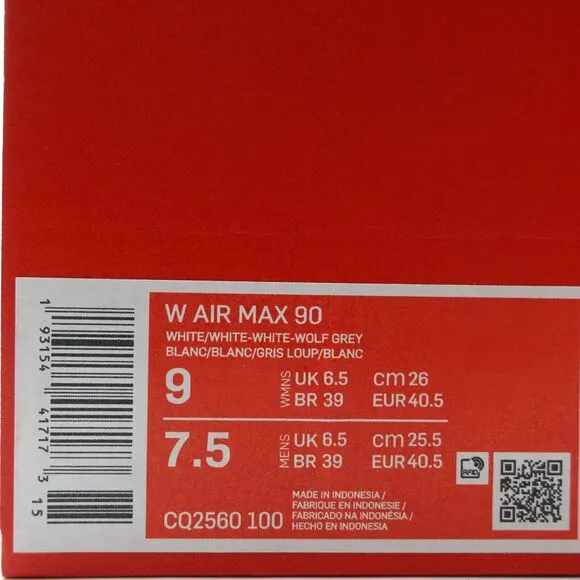 W AIR MAX 90
WHITE/WHITE-WHITE-WOLF GREY
BLANC/BLANC/GRIS LOUP/BLANC
9 WMNS UK 6.5 cm 26
BR 39 EUR 40.5
7.5 MENS UK 6.5 cm 25.5
BR 39 EUR 40.5
RFID
CQ2560 100
MADE IN INDONESIA /
FABRIQUE EN INDONESIE /
FABRICADO NA INDONÉSIA /
HECHO EN INDONESIA
1 93154 41717 3 15